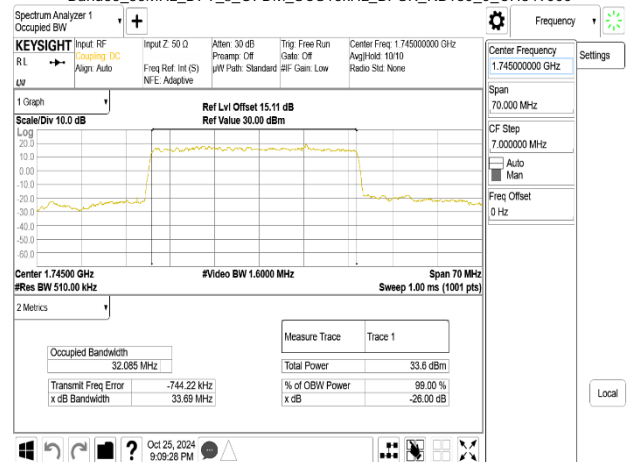 Spectrum Analyzer 1
Occupied BW
Frequency
KEYSIGHT
Input: RF
Input Z: 50 Ω
Atten: 30 dB
Trig: Free Run
Center Freq: 1.745000000 GHz
RL
Coupling: DC
Preamp: Off
Gate: Off
Avg|Hold: 10/10
Align: Auto
Freq Ref: Int (S)
µW Path: Standard
#IF Gain: Low
Radio Std: None
NFE: Adaptive
Center Frequency
1.745000000 GHz
Settings
Span
70.000 MHz
CF Step
7.000000 MHz
Auto
Man
Freq Offset
0 Hz
1 Graph
Ref Lvl Offset 15.11 dB
Scale/Div 10.0 dB
Ref Value 30.00 dBm
Log
20.0
10.0
0.00
-10.0
-20.0
-30.0
-40.0
-50.0
-60.0
Center 1.74500 GHz
#Video BW 1.6000 MHz
Span 70 MHz
#Res BW 510.00 kHz
Sweep 1.00 ms (1001 pts)
2 Metrics
Measure Trace
Trace 1
Occupied Bandwidth
32.085 MHz
Total Power
33.6 dBm
Transmit Freq Error
-744.22 kHz
% of OBW Power
99.00 %
x dB Bandwidth
33.69 MHz
x dB
-26.00 dB
Local
Oct 25, 2024
9:09:28 PM